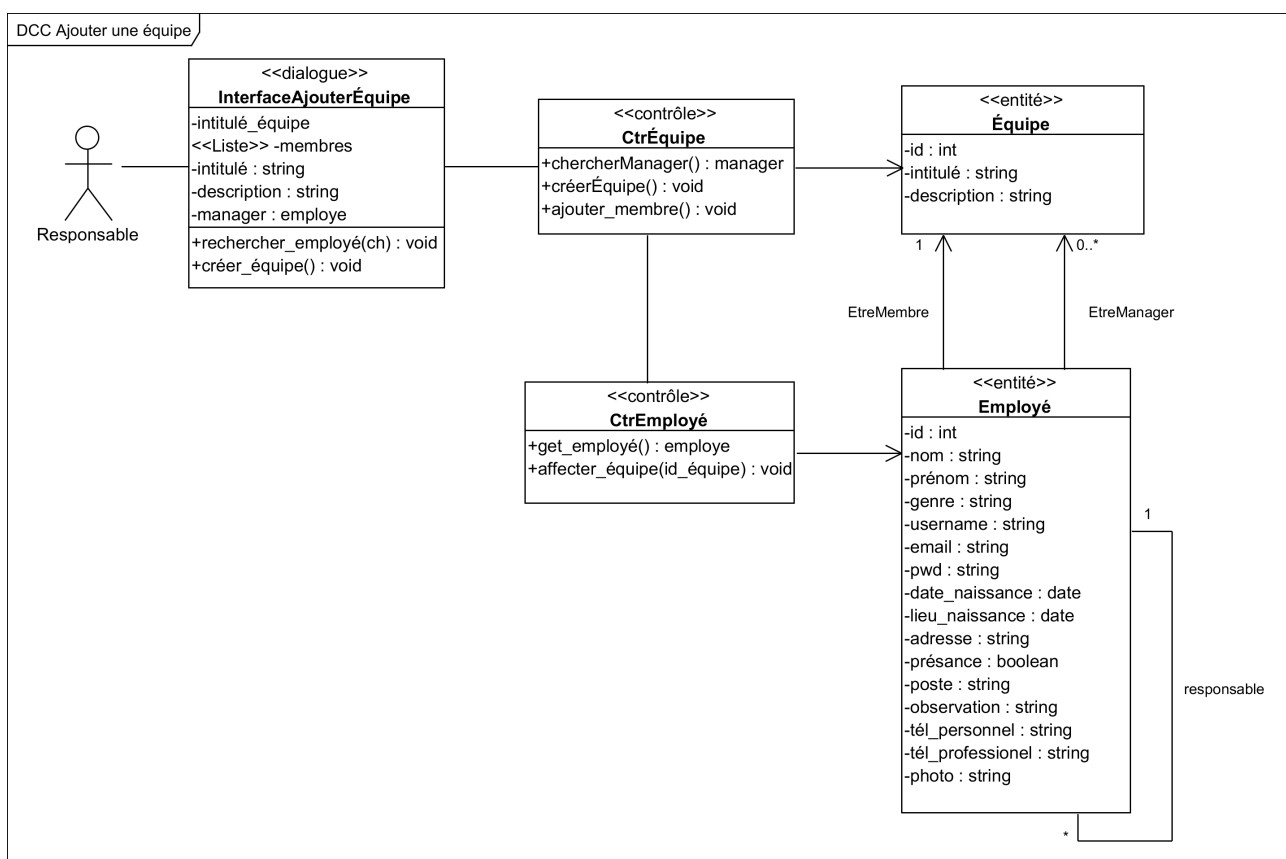 DCC Ajouter une équipe
Responsable
<<dialogue>>
InterfaceAjouterÉquipe
-intitulé_équipe
<<Liste>> -membres
-intitulé : string
-description : string
-manager : employe
+rechercher_employé(ch) : void
+créer_équipe() : void
<<contrôle>>
CtrÉquipe
+chercherManager() : manager
+créerÉquipe() : void
+ajouter_membre() : void
<<entité>>
Équipe
-id : int
-intitulé : string
-description : string
1
0..*
EtreMembre
EtreManager
<<contrôle>>
CtrEmployé
+get_employé() : employe
+affecter_équipe(id_équipe) : void
<<entité>>
Employé
-id : int
-nom : string
-prénom : string
-genre : string
-username : string
-email : string
-pwd : string
-date_naissance : date
-lieu_naissance : date
-adresse : string
-présance : boolean
-poste : string
-observation : string
-tél_personnel : string
-tél_professionel : string
-photo : string
1
responsable
*